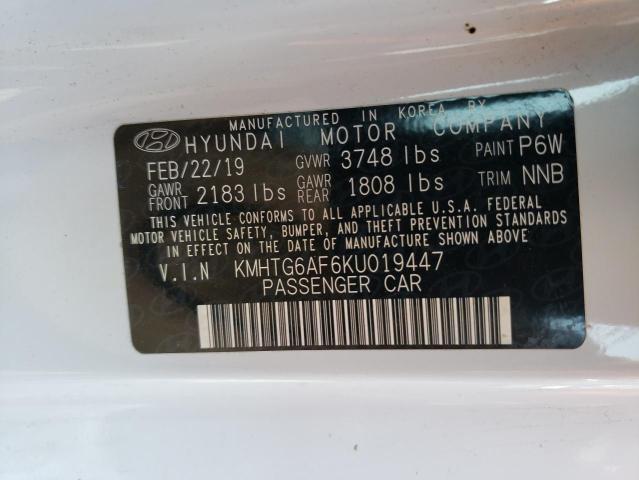 MANUFACTURED IN KOREA BY
HYUNDAI MOTOR COMPANY
FEB/22/19 GVWR 3748 lbs PAINT P6W
GAWR FRONT 2183 lbs GAWR REAR 1808 lbs TRIM NNB
THIS VEHICLE CONFORMS TO ALL APPLICABLE U.S.A. FEDERAL
MOTOR VEHICLE SAFETY, BUMPER, AND THEFT PREVENTION STANDARDS
IN EFFECT ON THE DATE OF MANUFACTURE SHOWN ABOVE
V.I.N KMHTG6AF6KU019447
PASSENGER CAR